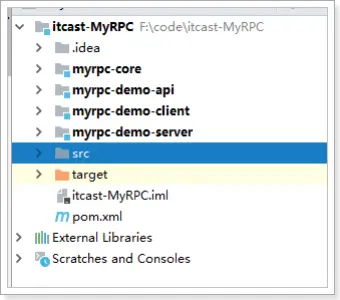 itcast-MyRPC F:\code\itcast-MyRPC
.idea
myrpc-core
myrpc-demo-api
myrpc-demo-client
myrpc-demo-server
src
target
itcast-MyRPC.iml
m pom.xml
External Libraries
Scratches and Consoles